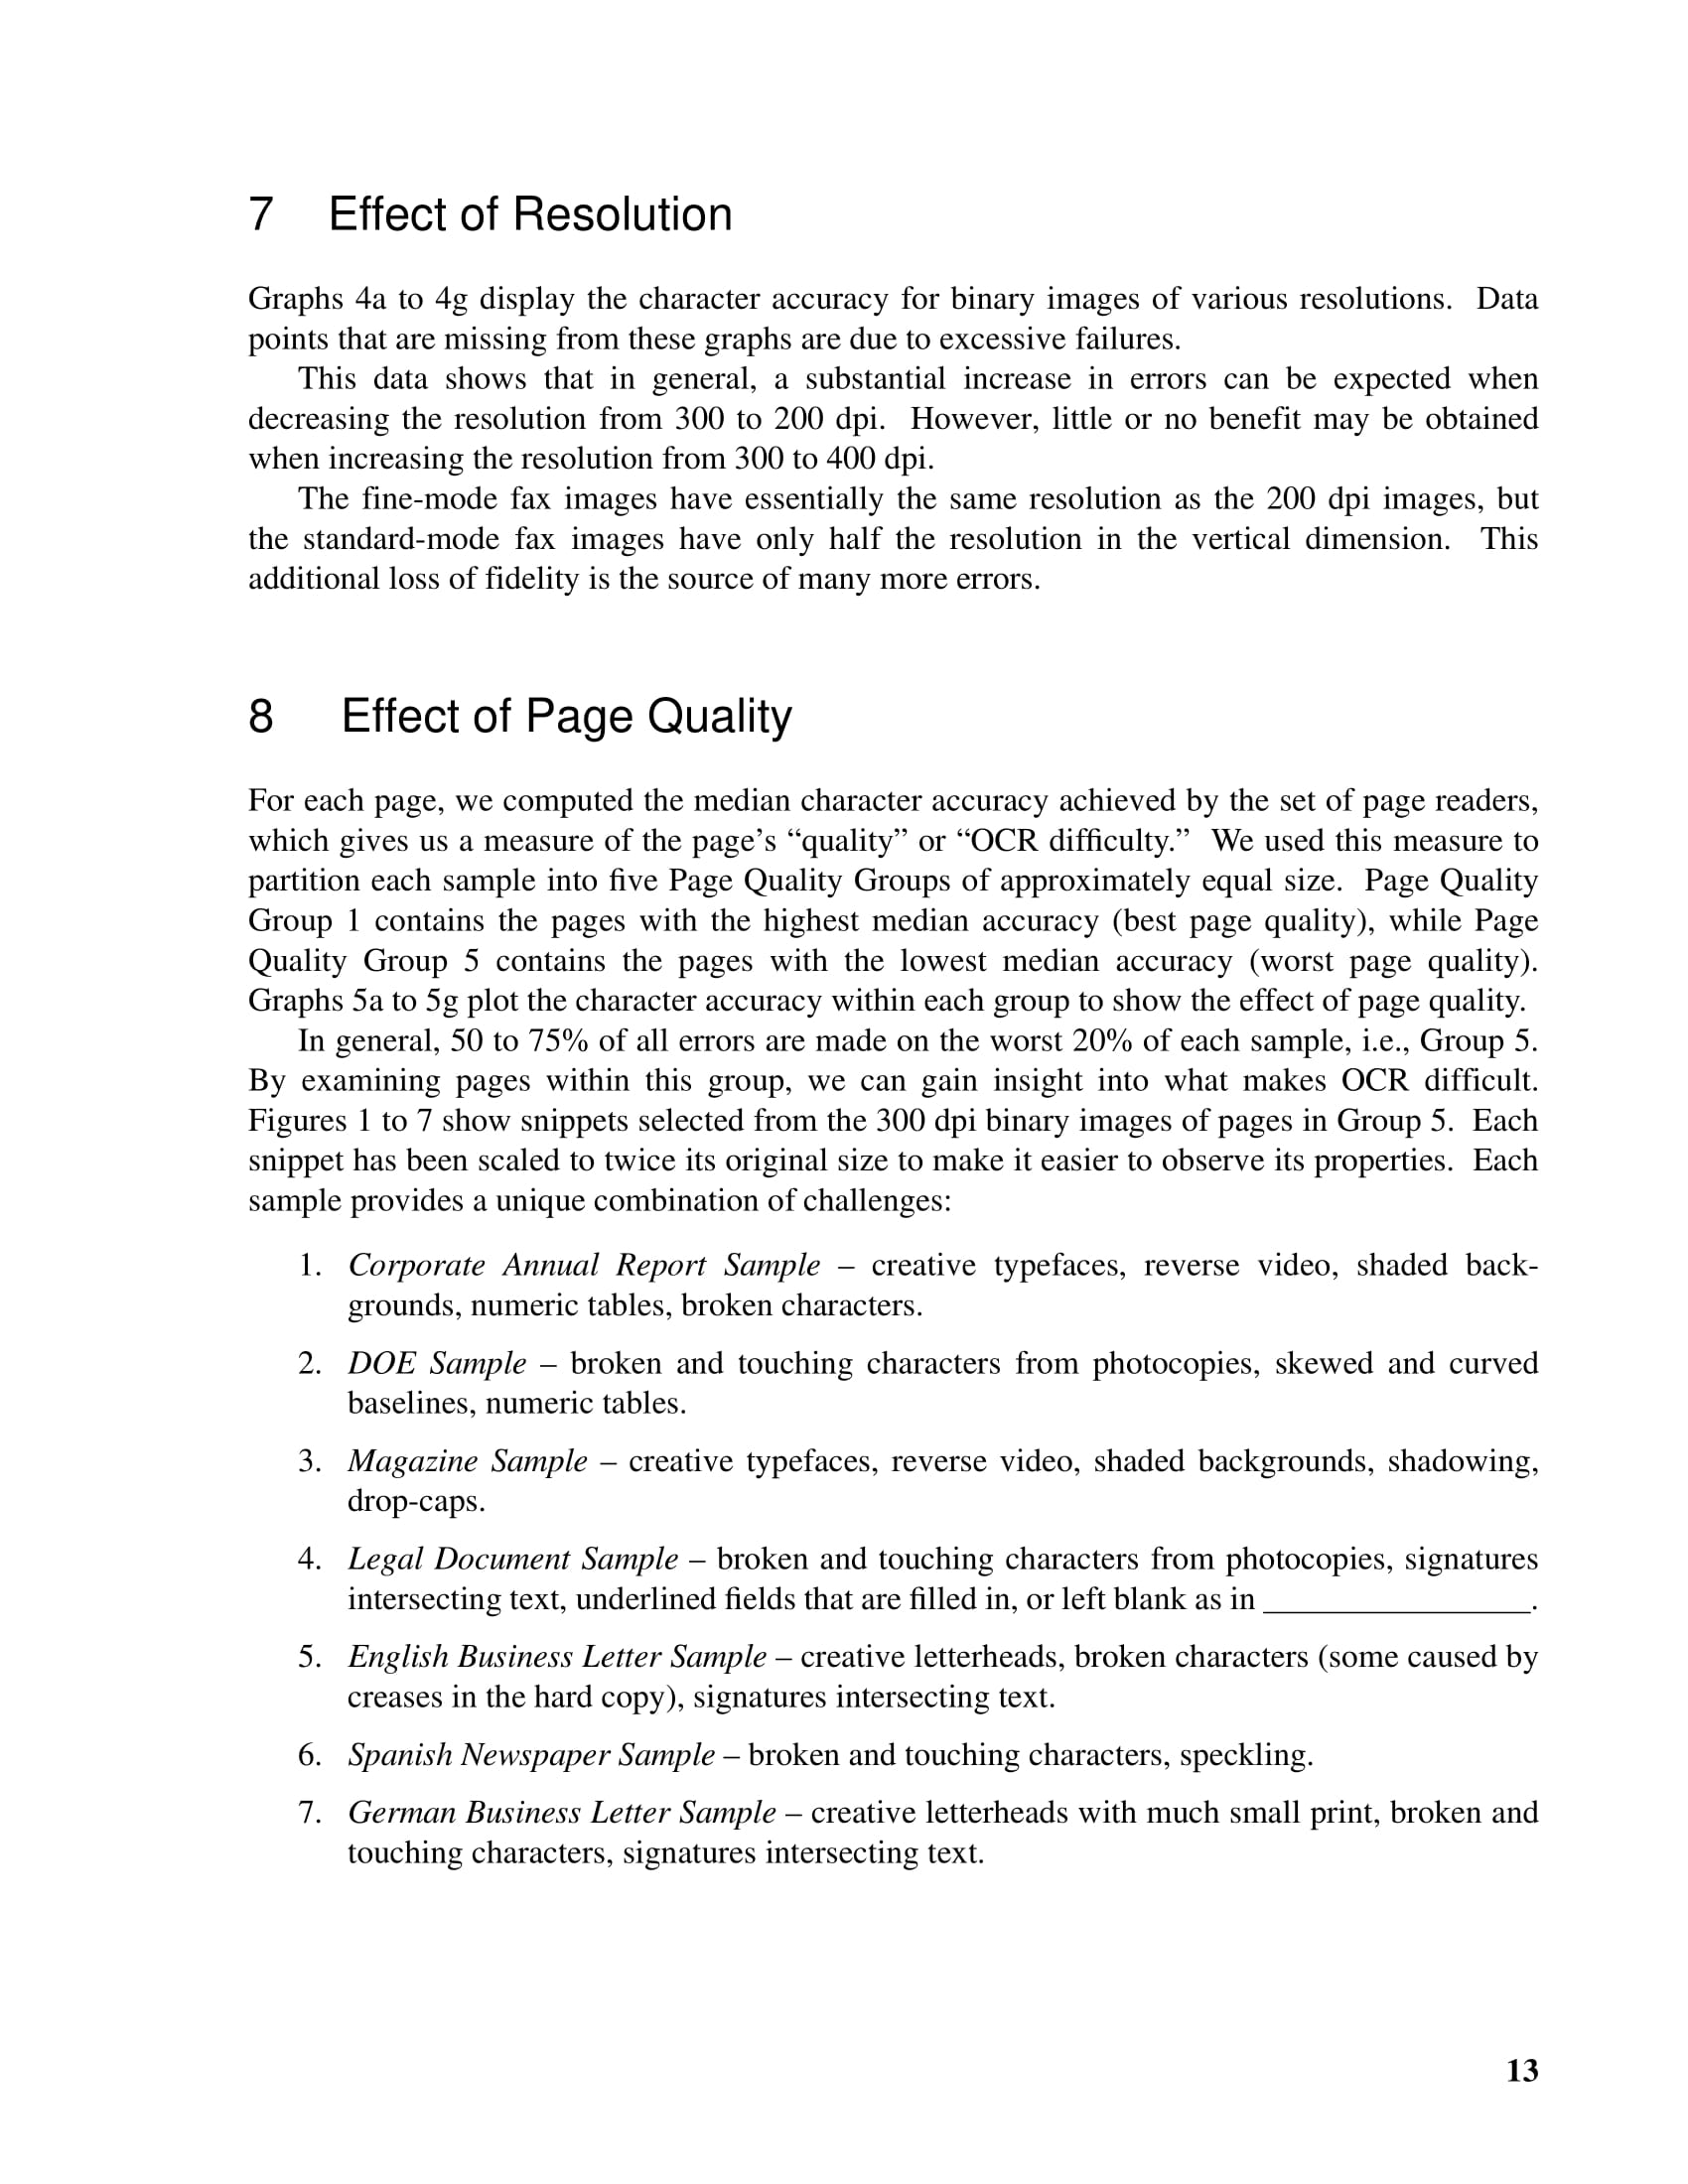 7 Effect of Resolution
Graphs 4a to 4g display the character accuracy for binary images of various resolutions. Data
points that are missing from these graphs are due to excessive failures.
This data shows that in general, a substantial increase in errors can be expected when
decreasing the resolution from 300 to 200 dpi. However, little or no benefit may be obtained
when increasing the resolution from 300 to 400 dpi.
The fine-mode fax images have essentially the same resolution as the 200 dpi images, but
the standard-mode fax images have only half the resolution in the vertical dimension. This
additional loss of fidelity is the source of many more errors.
8 Effect of Page Quality
For each page, we computed the median character accuracy achieved by the set of page readers,
which gives us a measure of the page’s “quality” or “OCR difficulty.” We used this measure to
partition each sample into five Page Quality Groups of approximately equal size. Page Quality
Group 1 contains the pages with the highest median accuracy (best page quality), while Page
Quality Group 5 contains the pages with the lowest median accuracy (worst page quality).
Graphs 5a to 5g plot the character accuracy within each group to show the effect of page quality.
In general, 50 to 75% of all errors are made on the worst 20% of each sample, i.e., Group 5.
By examining pages within this group, we can gain insight into what makes OCR difficult.
Figures 1 to 7 show snippets selected from the 300 dpi binary images of pages in Group 5. Each
snippet has been scaled to twice its original size to make it easier to observe its properties. Each
sample provides a unique combination of challenges:
1. Corporate Annual Report Sample – creative typefaces, reverse video, shaded back-
grounds, numeric tables, broken characters.
2. DOE Sample – broken and touching characters from photocopies, skewed and curved
baselines, numeric tables.
3. Magazine Sample – creative typefaces, reverse video, shaded backgrounds, shadowing,
drop-caps.
4. Legal Document Sample – broken and touching characters from photocopies, signatures
intersecting text, underlined fields that are filled in, or left blank as in ________________.
5. English Business Letter Sample – creative letterheads, broken characters (some caused by
creases in the hard copy), signatures intersecting text.
6. Spanish Newspaper Sample – broken and touching characters, speckling.
7. German Business Letter Sample – creative letterheads with much small print, broken and
touching characters, signatures intersecting text.
13